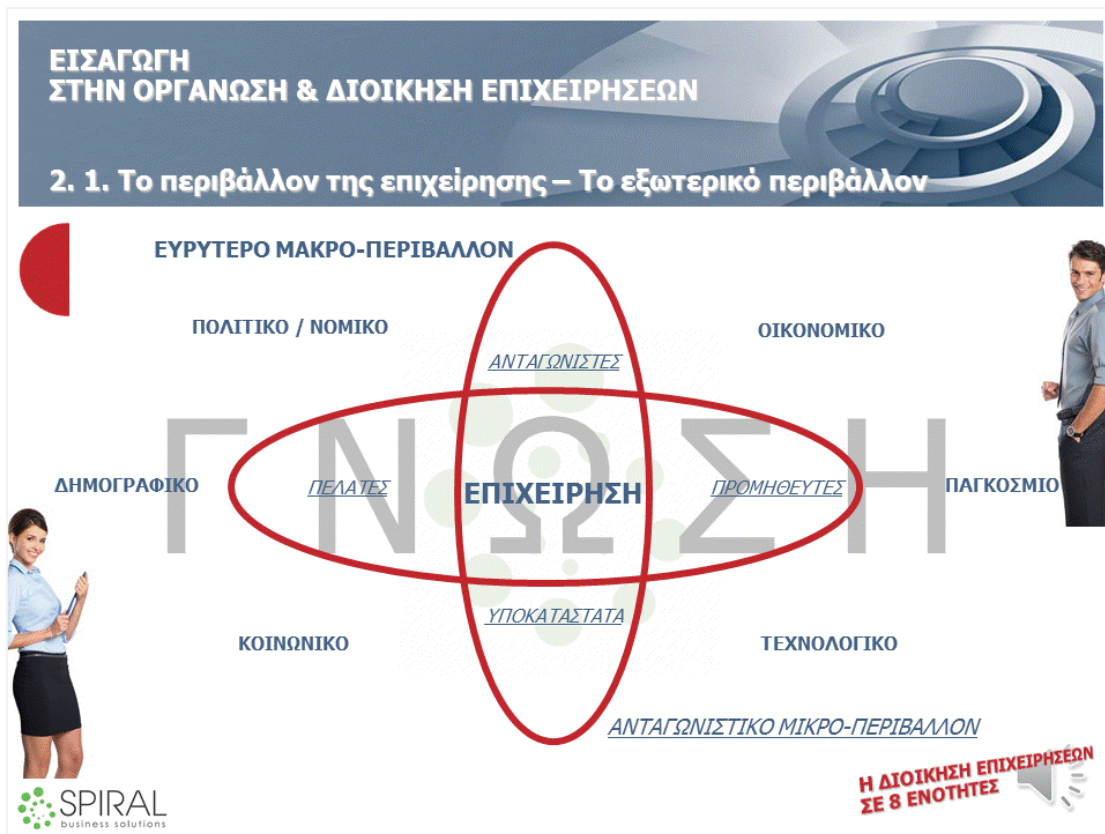 ΕΙΣΑΓΩΓΗ
ΣΤΗΝ ΟΡΓΑΝΩΣΗ & ΔΙΟΙΚΗΣΗ ΕΠΙΧΕΙΡΗΣΕΩΝ
2. 1. Το περιβάλλον της επιχείρησης – Το εξωτερικό περιβάλλον
ΕΥΡΥΤΕΡΟ ΜΑΚΡΟ-ΠΕΡΙΒΑΛΛΟΝ
ΠΟΛΙΤΙΚΟ / ΝΟΜΙΚΟ
ΟΙΚΟΝΟΜΙΚΟ
ΑΝΤΑΓΩΝΙΣΤΕΣ
ΓΝΩΣΗ
ΔΗΜΟΓΡΑΦΙΚΟ
ΠΕΛΑΤΕΣ
ΕΠΙΧΕΙΡΗΣΗ
ΠΡΟΜΗΘΕΥΤΕΣ
ΠΑΓΚΟΣΜΙΟ
ΥΠΟΚΑΤΑΣΤΑΤΑ
ΚΟΙΝΩΝΙΚΟ
ΤΕΧΝΟΛΟΓΙΚΟ
ΑΝΤΑΓΩΝΙΣΤΙΚΟ ΜΙΚΡΟ-ΠΕΡΙΒΑΛΛΟΝ
Η ΔΙΟΙΚΗΣΗ ΕΠΙΧΕΙΡΗΣΕΩΝ
ΣΕ 8 ΕΝΟΤΗΤΕΣ
SPIRAL
business solutions